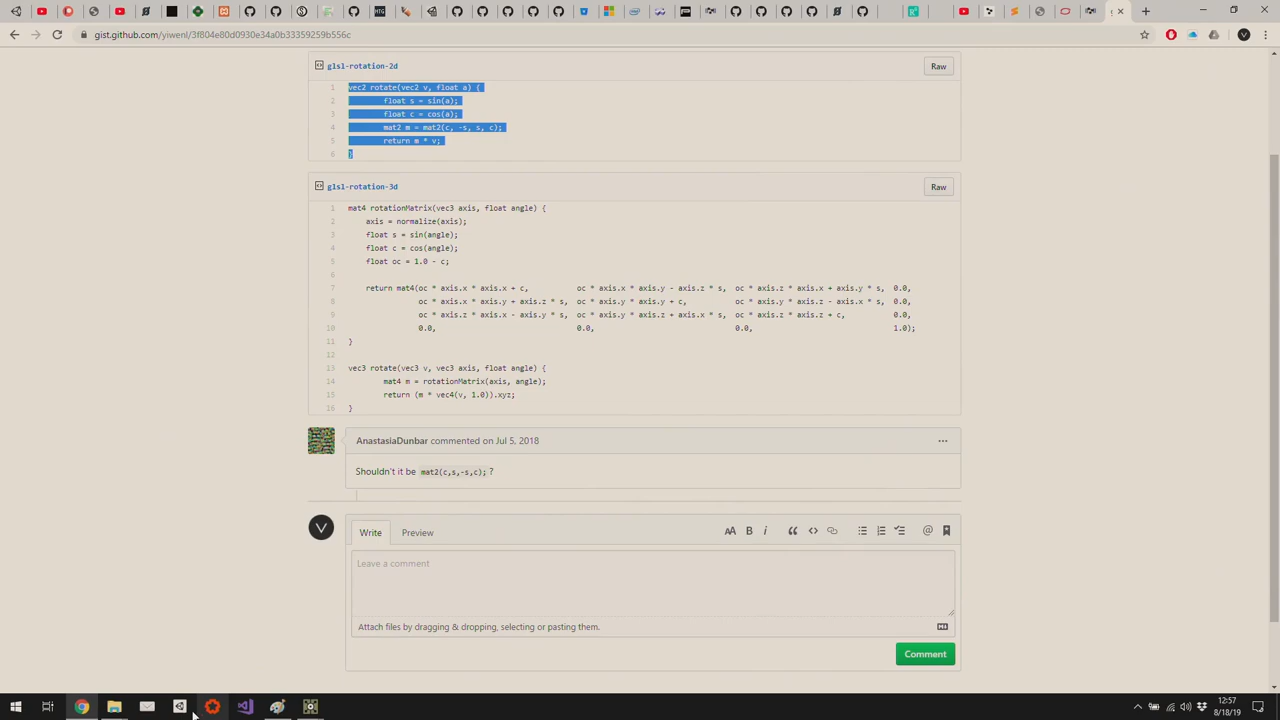 gist.github.com/yiwenl/3f804e80d0930e34a0b33359259b556c
glsl-rotation-2d
Raw
1 vec2 rotate(vec2 v, float a) {
2 float s = sin(a);
3 float c = cos(a);
4 mat2 m = mat2(c, -s, s, c);
5 return m * v;
6 }
glsl-rotation-3d
Raw
1 mat4 rotationMatrix(vec3 axis, float angle) {
2 axis = normalize(axis);
3 float s = sin(angle);
4 float c = cos(angle);
5 float oc = 1.0 - c;
6
7 return mat4(oc * axis.x * axis.x + c, oc * axis.x * axis.y - axis.z * s, oc * axis.z * axis.x + axis.y * s, 0.0,
8 oc * axis.x * axis.y + axis.z * s, oc * axis.y * axis.y + c, oc * axis.y * axis.z - axis.x * s, 0.0,
9 oc * axis.z * axis.x - axis.y * s, oc * axis.y * axis.z + axis.x * s, oc * axis.z * axis.z + c, 0.0,
10 0.0, 0.0, 0.0, 1.0);
11 }
12
13 vec3 rotate(vec3 v, vec3 axis, float angle) {
14 mat4 m = rotationMatrix(axis, angle);
15 return (m * vec4(v, 1.0)).xyz;
16 }
AnastasiaDunbar commented on Jul 5, 2018
Shouldn't it be mat2(c,s,-s,c); ?
Write Preview
Leave a comment
Attach files by dragging & dropping, selecting or pasting them.
Comment
12:57
8/18/19